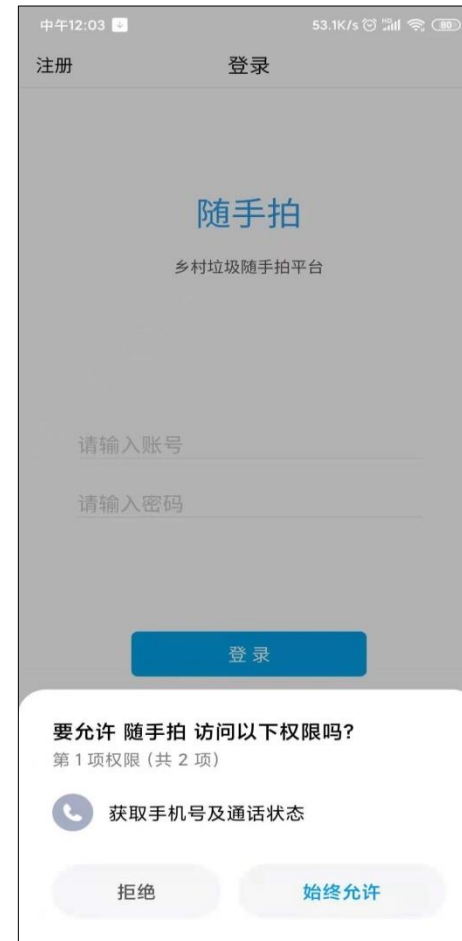 中午12:03
53.1K/s 80
注册 登录
随手拍
乡村垃圾随手拍平台
请输入账号
请输入密码
登录
要允许 随手拍 访问以下权限吗?
第 1 项权限 (共 2 项)
获取手机号及通话状态
拒绝 始终允许